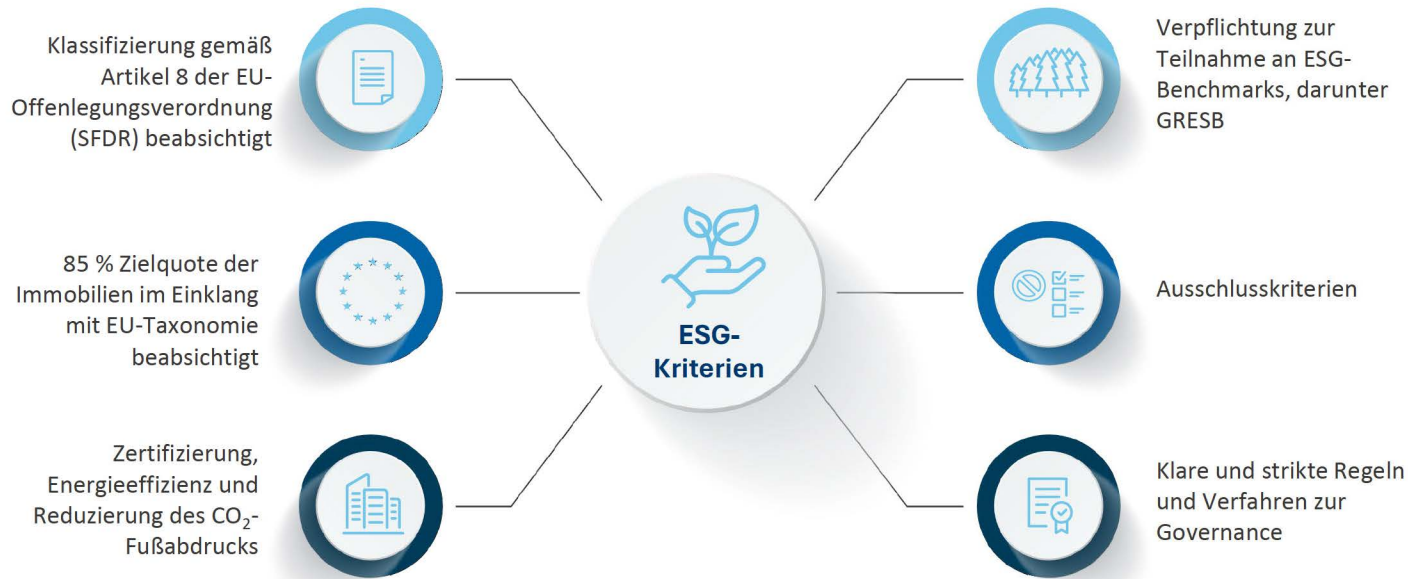 Klassifizierung gemäß
Artikel 8 der EU-
Offenlegungsverordnung
(SFDR) beabsichtigt
85 % Zielquote der
Immobilien im Einklang
mit EU-Taxonomie
beabsichtigt
Zertifizierung,
Energieeffizienz und
Reduzierung des CO₂-
Fußabdrucks
ESG-
Kriterien
Verpflichtung zur
Teilnahme an ESG-
Benchmarks, darunter
GRESB
Ausschlusskriterien
Klare und strikte Regeln
und Verfahren zur
Governance